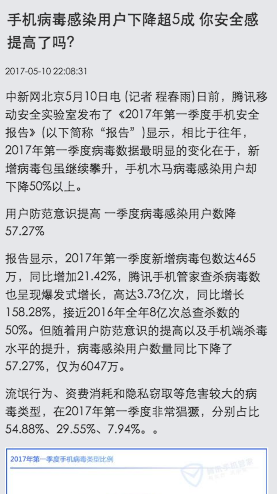 手机病毒感染用户下降超5成 你安全感
提高了吗?
2017-05-10 22:08:31
中新网北京5月10日电 (记者 程春雨)日前，腾讯移
动安全实验室发布了《2017年第一季度手机安全
报告》(以下简称“报告”)显示，相比于往年，
2017年第一季度病毒数据最明显的变化在于，新
增病毒包虽继续攀升，手机木马病毒感染用户却
下降50%以上。
用户防范意识提高 一季度病毒感染用户数降
57.27%
报告显示，2017年第一季度新增病毒包数达465
万，同比增加21.42%，腾讯手机管家查杀病毒数
也呈现爆发式增长，高达3.73亿次，同比增长
158.28%，接近2016年全年8亿次总查杀数的
50%。但随着用户防范意识的提高以及手机端杀毒
水平的提升，病毒感染用户数量同比下降了
57.27%，仅为6047万。
流氓行为、资费消耗和隐私窃取等危害较大的病
毒类型，在2017年第一季度非常猖獗，分别占比
54.88%、29.55%、7.94%。。
2017年第一季度手机病毒类型比例